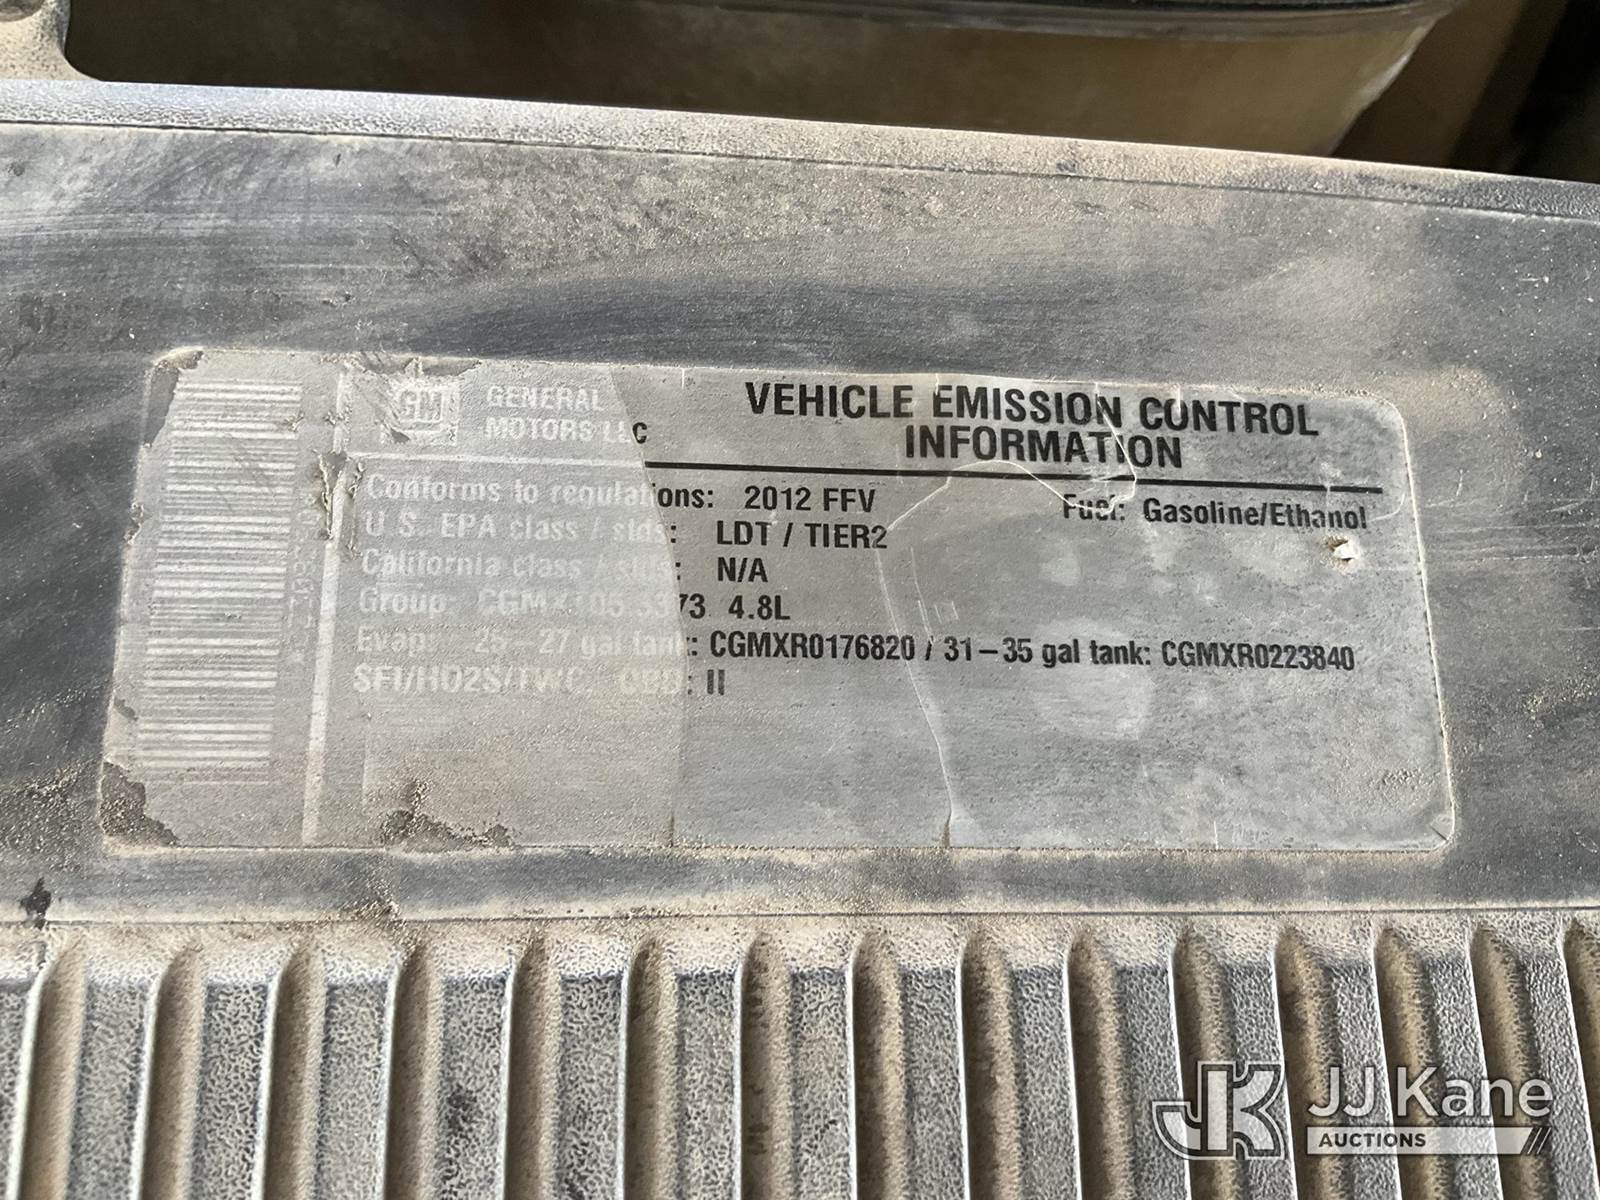 GM
GENERAL
MOTORS LLC
VEHICLE EMISSION CONTROL
INFORMATION
Conforms to regulations: 2012 FFV
Fuel: Gasoline/Ethanol
U.S. EPA class / stds: LDT / TIER2
California class / stds: N/A
Group: 4.8L
Evap: 25-27 gal tank: CGMXR0176820 / 31-35 gal tank: CGMXR0223840
SFI/HO2S/TWC OBD: II
JK
JJ Kane
AUCTIONS